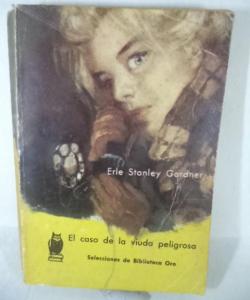 Erle Stanley Gardner
El caso de la viuda peligrosa
Selecciones de Biblioteca Oro